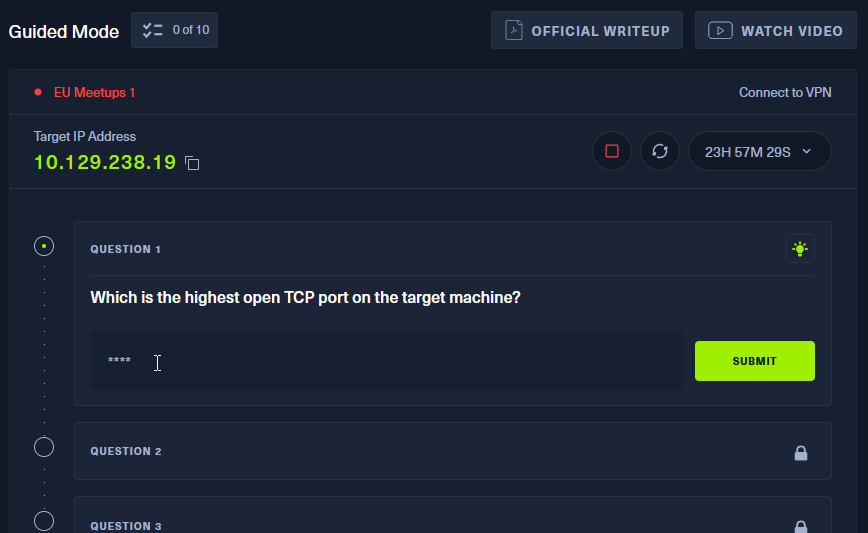 Guided Mode
0 of 10
OFFICIAL WRITEUP
WATCH VIDEO
EU Meetups 1
Connect to VPN
Target IP Address
10.129.238.19
23H 57M 29S
QUESTION 1
Which is the highest open TCP port on the target machine?
****
SUBMIT
QUESTION 2
QUESTION 3